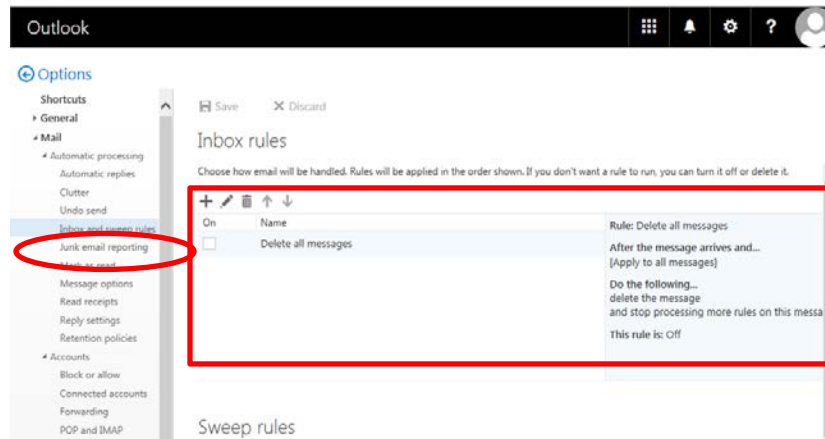 Outlook
?
Options
Shortcuts
General
Mail
Automatic processing
Automatic replies
Clutter
Undo send
Inbox and sweep rules
Junk email reporting
Mark as read
Message options
Read receipts
Reply settings
Retention policies
Accounts
Block or allow
Connected accounts
Forwarding
POP and IMAP
Save Discard
Inbox rules
Choose how email will be handled. Rules will be applied in the order shown. If you don't want a rule to run, you can turn it off or delete it.
On Name
Delete all messages
Rule: Delete all messages
After the message arrives and...
[Apply to all messages]
Do the following...
delete the message
and stop processing more rules on this messa
This rule is: Off
Sweep rules